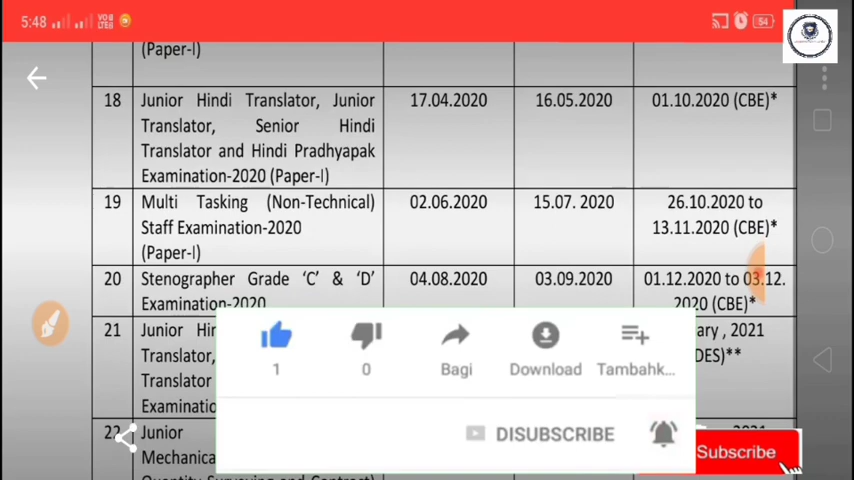 5:48
VO-B
LTEB
54
(Paper-I)
18 Junior Hindi Translator, Junior 17.04.2020 16.05.2020 01.10.2020 (CBE)*
Translator, Senior Hindi
Translator and Hindi Pradhyapak
Examination-2020 (Paper-I)
19 Multi Tasking (Non-Technical) 02.06.2020 15.07. 2020 26.10.2020 to
Staff Examination-2020 13.11.2020 (CBE)*
(Paper-I)
20 Stenographer Grade ‘C’ & ‘D’ 04.08.2020 03.09.2020 01.12.2020 to 03.12.
Examination-2020 2020 (CBE)*
21 Junior , 2021
Translator, DES)**
Translator
22 Junior
1 0 Bagi Download Tambahk...
DISUBSCRIBE
Subscribe